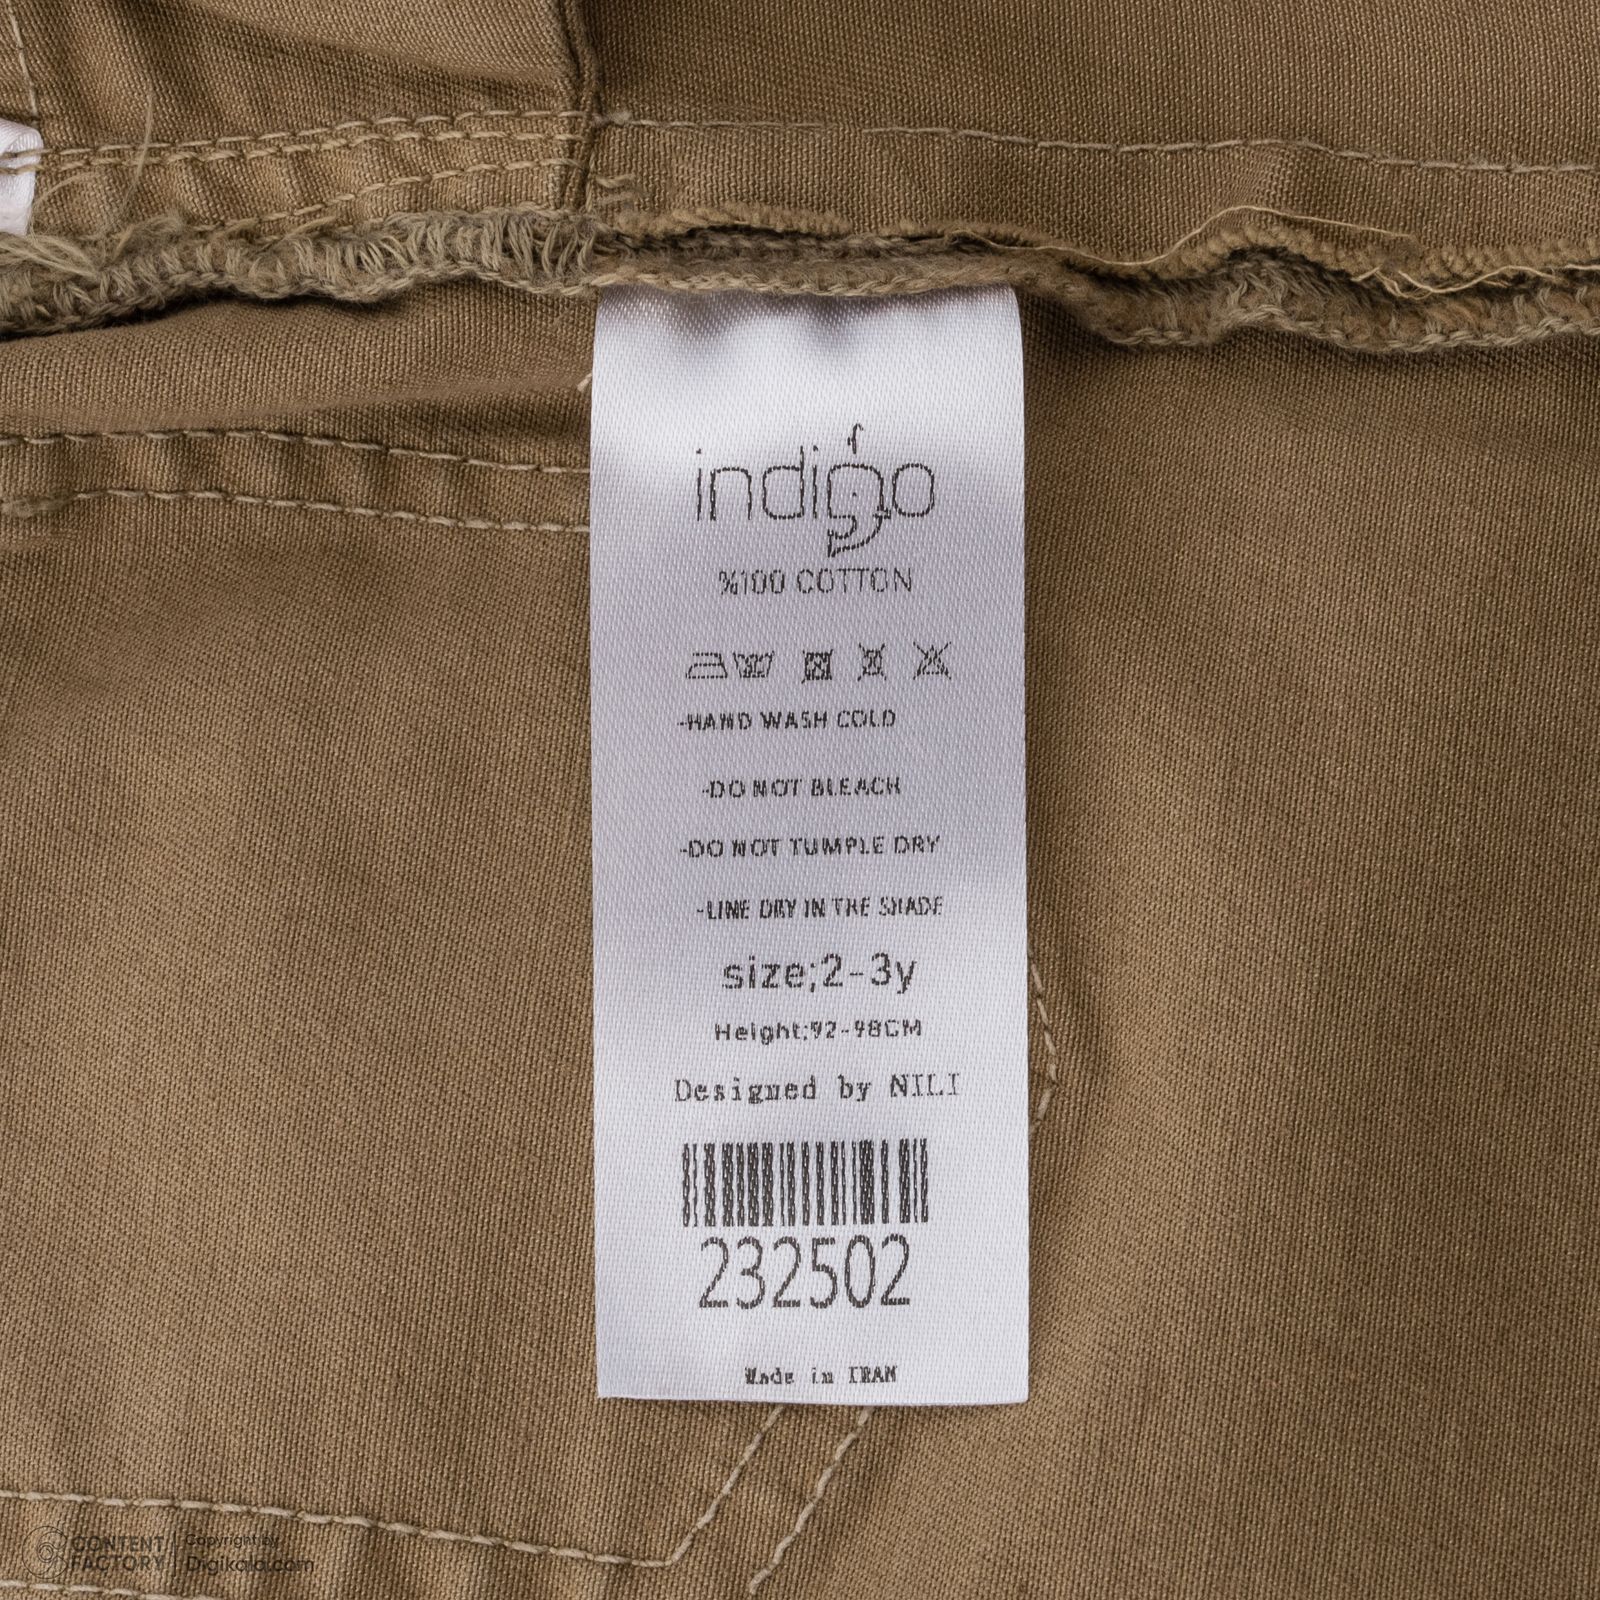 indigo
%100 COTTON
-HAND WASH COLD
-DO NOT BLEACH
-DO NOT TUMPLE DRY
-LINE DRY IN THE SHADE
size;2-3y
Height;92-98CM
Designed by NILI
232502
Made in IRAN
CONTENT FACTORY
Copyright by
Digikala.com